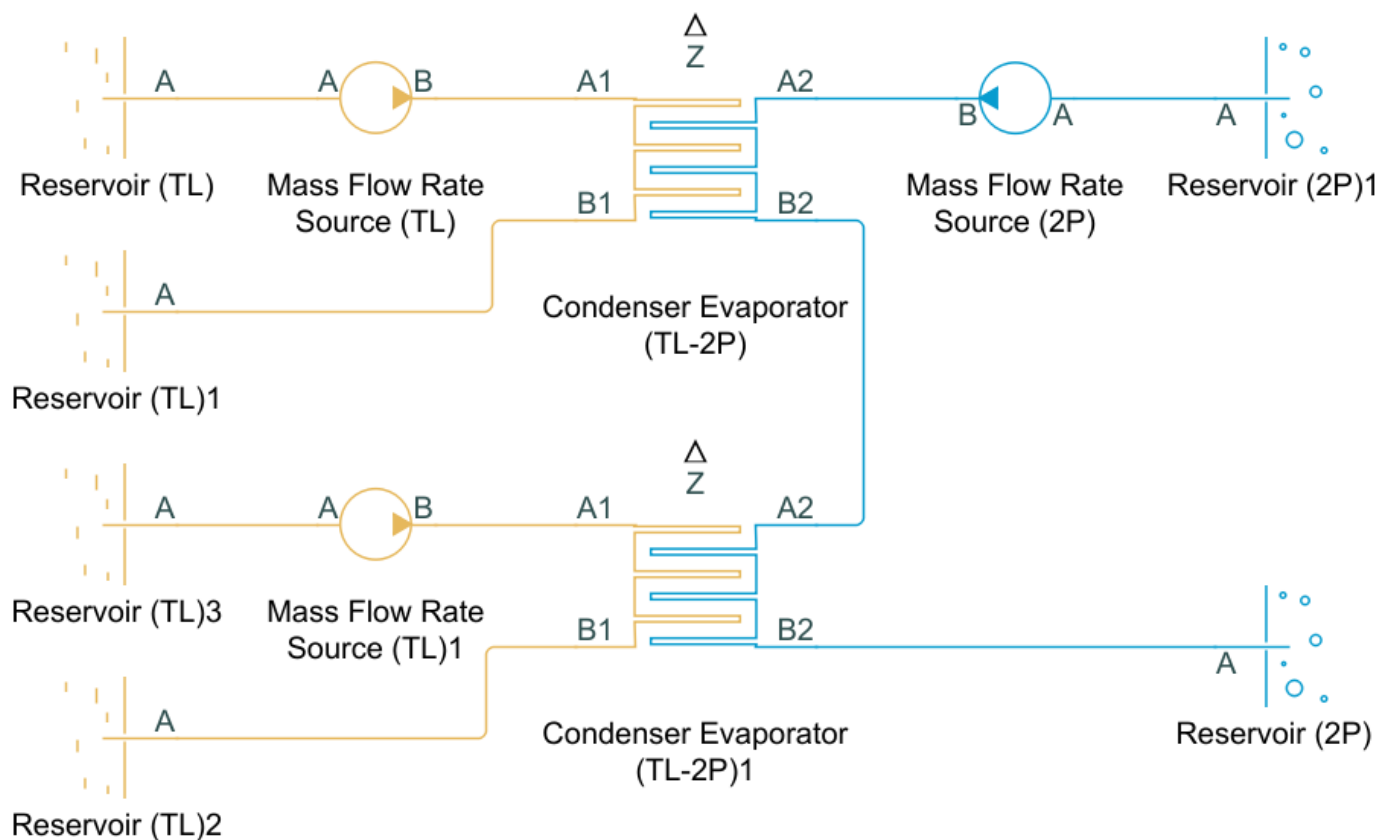 Δ
Z
A A B A1 A2 B A A
Reservoir (TL)
Mass Flow Rate
Source (TL)
B1 B2
Mass Flow Rate
Source (2P)
Reservoir (2P)1
A
Condenser Evaporator
(TL-2P)
Reservoir (TL)1
Δ
Z
A A B A1 A2
Reservoir (TL)3
Mass Flow Rate
Source (TL)1
B1 B2 A
A
Condenser Evaporator
(TL-2P)1
Reservoir (2P)
Reservoir (TL)2